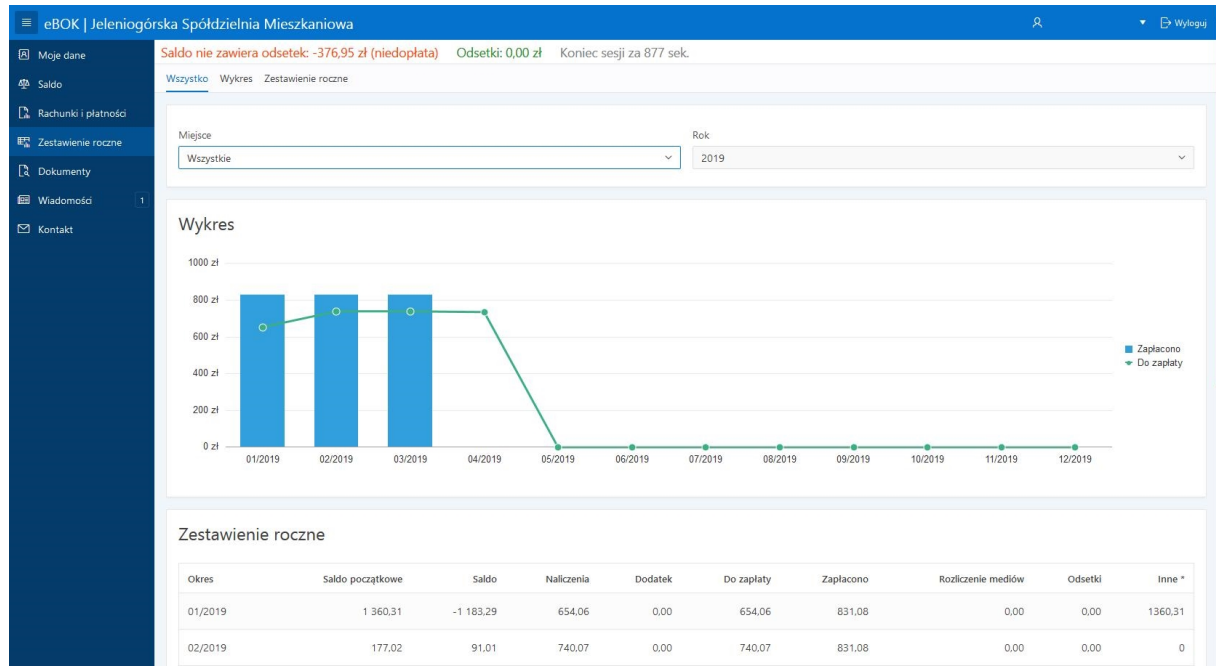 eBOK | Jeleniogórska Spółdzielnia Mieszkaniowa
Wyloguj
Moje dane
Saldo
Rachunki i płatności
Zestawienie roczne
Dokumenty
Wiadomości 1
Kontakt
Saldo nie zawiera odsetek: -376,95 zł (niedopłata) Odsetki: 0,00 zł Koniec sesji za 877 sek.
Wszystko Wykres Zestawienie roczne
Miejsce Rok
Wszystkie 2019
Wykres
1000 zł
800 zł
600 zł
400 zł
200 zł
0 zł
01/2019 02/2019 03/2019 04/2019 05/2019 06/2019 07/2019 08/2019 09/2019 10/2019 11/2019 12/2019
Zapłacono
Do zapłaty
Zestawienie roczne
Okres Saldo początkowe Saldo Naliczenia Dodatek Do zapłaty Zapłacono Rozliczenie mediów Odsetki Inne *
01/2019 1 360,31 -1 183,29 654,06 0,00 654,06 831,08 0,00 0,00 1360,31
02/2019 177,02 91,01 740,07 0,00 740,07 831,08 0,00 0,00 0